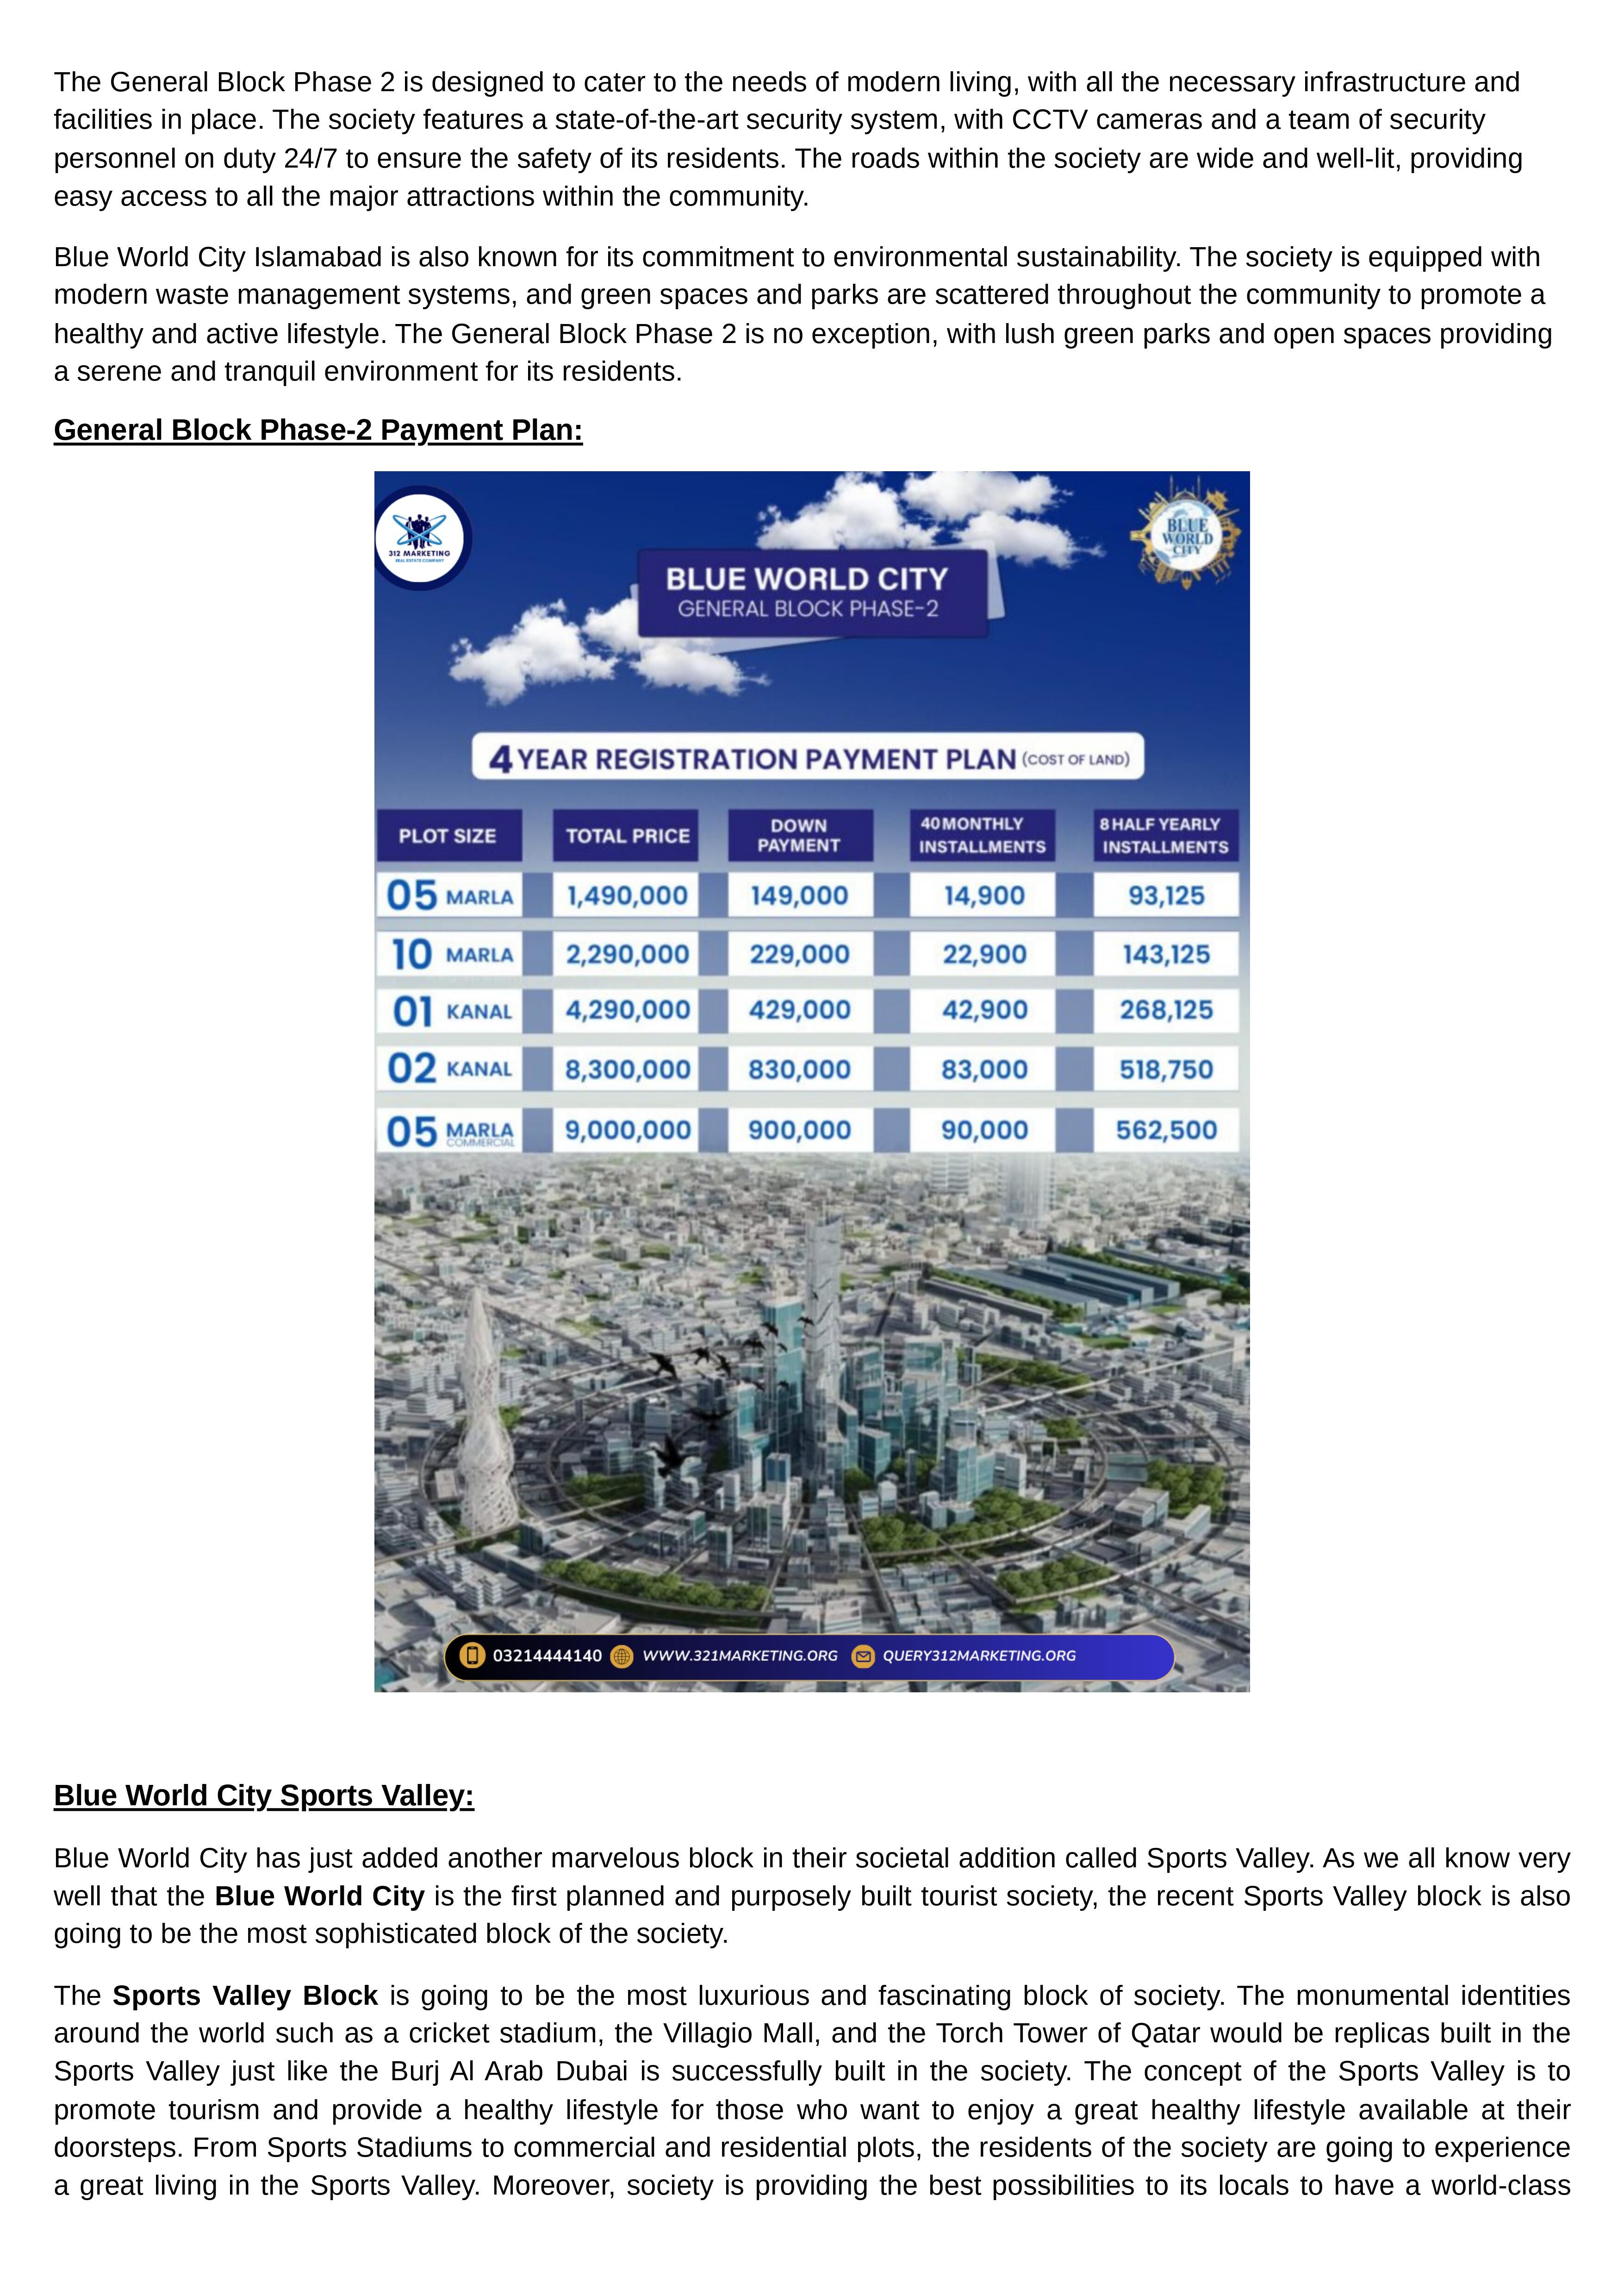 The General Block Phase 2 is designed to cater to the needs of modern living, with all the necessary infrastructure and
facilities in place. The society features a state-of-the-art security system, with CCTV cameras and a team of security
personnel on duty 24/7 to ensure the safety of its residents. The roads within the society are wide and well-lit, providing
easy access to all the major attractions within the community.
Blue World City Islamabad is also known for its commitment to environmental sustainability. The society is equipped with
modern waste management systems, and green spaces and parks are scattered throughout the community to promote a
healthy and active lifestyle. The General Block Phase 2 is no exception, with lush green parks and open spaces providing
a serene and tranquil environment for its residents.
General Block Phase-2 Payment Plan:
312 MARKETING
REAL ESTATE COMPANY
BLUE
WORLD
CITY
BLUE WORLD CITY
GENERAL BLOCK PHASE-2
4 YEAR REGISTRATION PAYMENT PLAN (COST OF LAND)
PLOT SIZE TOTAL PRICE DOWN PAYMENT 40 MONTHLY INSTALLMENTS 8 HALF YEARLY INSTALLMENTS
05 MARLA 1,490,000 149,000 14,900 93,125
10 MARLA 2,290,000 229,000 22,900 143,125
01 KANAL 4,290,000 429,000 42,900 268,125
02 KANAL 8,300,000 830,000 83,000 518,750
05 MARLA COMMERCIAL 9,000,000 900,000 90,000 562,500
03214444140 WWW.321MARKETING.ORG QUERY312MARKETING.ORG
Blue World City Sports Valley:
Blue World City has just added another marvelous block in their societal addition called Sports Valley. As we all know very
well that the Blue World City is the first planned and purposely built tourist society, the recent Sports Valley block is also
going to be the most sophisticated block of the society.
The Sports Valley Block is going to be the most luxurious and fascinating block of society. The monumental identities
around the world such as a cricket stadium, the Villagio Mall, and the Torch Tower of Qatar would be replicas built in the
Sports Valley just like the Burj Al Arab Dubai is successfully built in the society. The concept of the Sports Valley is to
promote tourism and provide a healthy lifestyle for those who want to enjoy a great healthy lifestyle available at their
doorsteps. From Sports Stadiums to commercial and residential plots, the residents of the society are going to experience
a great living in the Sports Valley. Moreover, society is providing the best possibilities to its locals to have a world-class